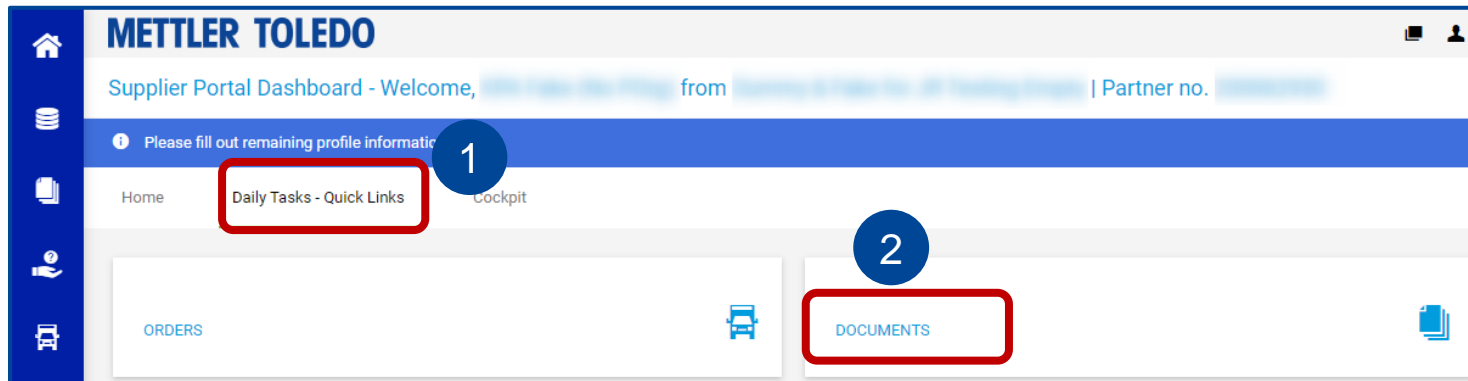 METTLER TOLEDO
Supplier Portal Dashboard - Welcome, from | Partner no.
Please fill out remaining profile informatio
1
Home Daily Tasks - Quick Links Cockpit
2
ORDERS DOCUMENTS